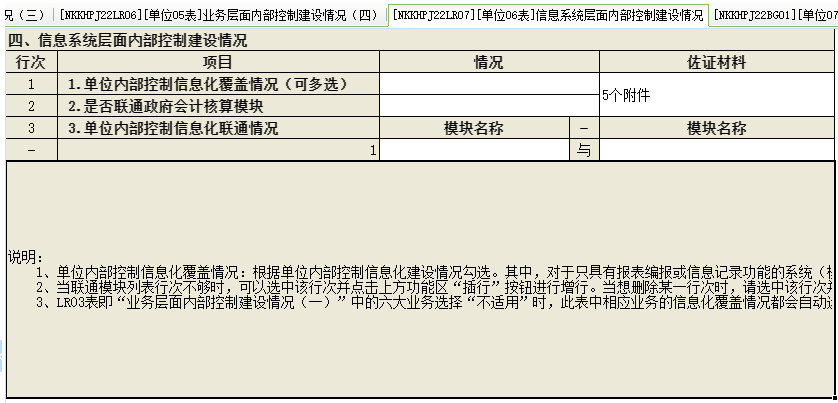 况（三） [NKKHPJ22LR06][单位05表]业务层面内部控制建设情况（四） [NKKHPJ22LR07][单位06表]信息系统层面内部控制建设情况 [NKKHPJ22BG01][单位07
四、信息系统层面内部控制建设情况
行次 项目 情况 佐证材料
1 1.单位内部控制信息化覆盖情况（可多选）
5个附件
2 2.是否联通政府会计核算模块
3 3.单位内部控制信息化联通情况 模块名称 － 模块名称
－ 1 与
说明：
1、单位内部控制信息化覆盖情况：根据单位内部控制信息化建设情况勾选。其中，对于只具有报表编报或信息记录功能的系统（
2、当联通模块列表行次不够时，可以选中该行次并点击上方功能区“插行”按钮进行增行。当想删除某一行次时，请选中该行次
3、LR03表即“业务层面内部控制建设情况（一）”中的六大业务选择“不适用”时，此表中相应业务的信息化覆盖情况都会自动